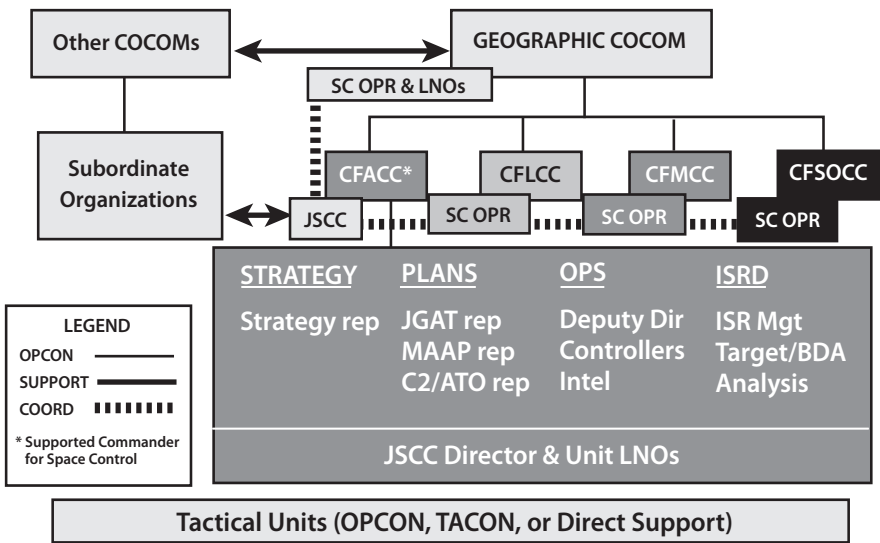 Other COCOMs
GEOGRAPHIC COCOM
SC OPR & LNOs
Subordinate
Organizations
CFACC*
CFLCC
CFMCC
CFSOCC
JSCC
SC OPR
SC OPR
SC OPR
STRATEGY
Strategy rep
PLANS
JGAT rep
MAAP rep
C2/ATO rep
OPS
Deputy Dir
Controllers
Intel
ISRD
ISR Mgt
Target/BDA
Analysis
JSCC Director & Unit LNOs
LEGEND
OPCON
SUPPORT
COORD
* Supported Commander
for Space Control
Tactical Units (OPCON, TACON, or Direct Support)